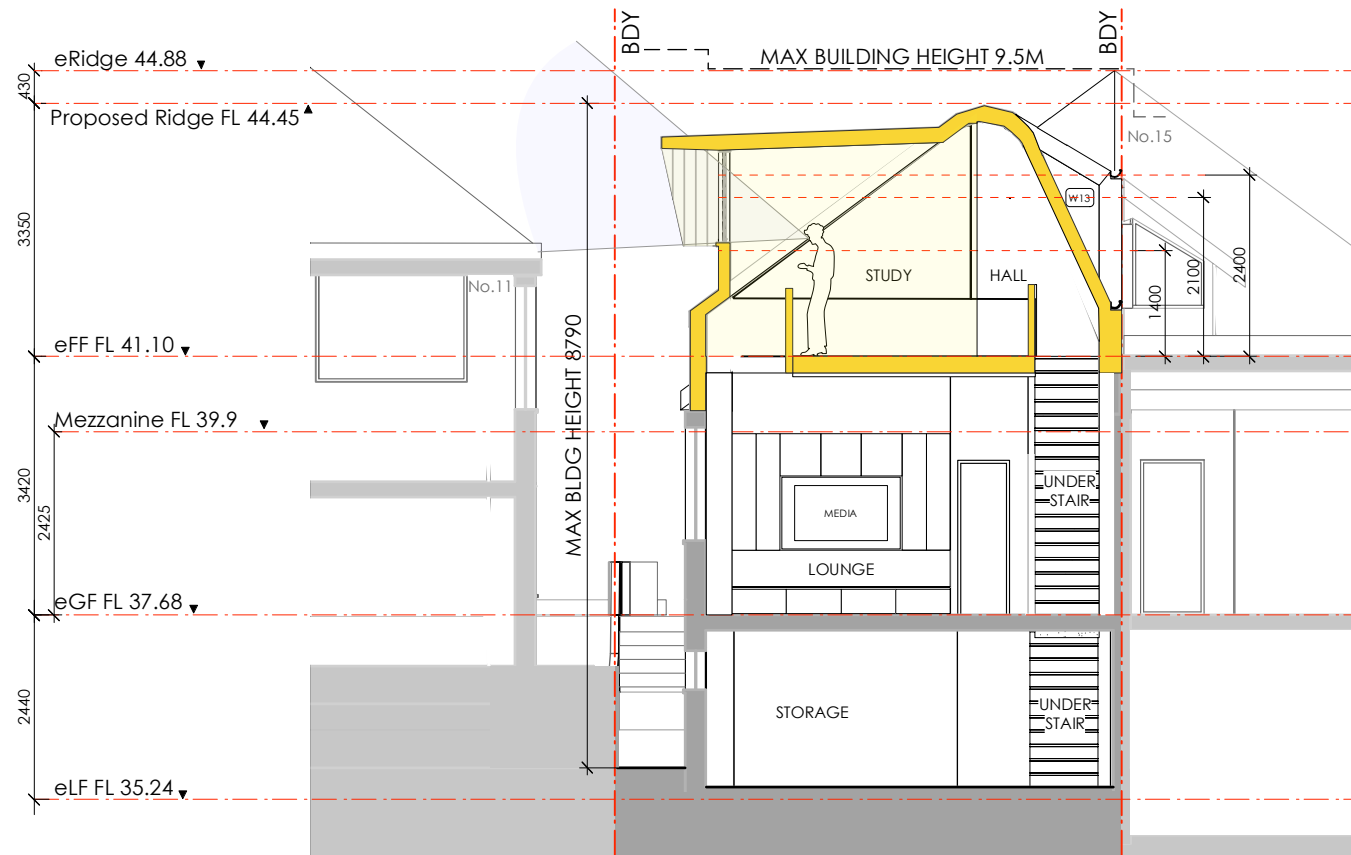 BDY
BDY
MAX BUILDING HEIGHT 9.5M
eRidge 44.88
430
Proposed Ridge FL 44.45
No.15
W13
3350
STUDY
HALL
1400
2100
2400
No.11
eFF FL 41.10
MAX BLDG HEIGHT 8790
Mezzanine FL 39.9
3420
2425
MEDIA
UNDER
STAIR
LOUNGE
eGF FL 37.68
2440
STORAGE
UNDER
STAIR
eLF FL 35.24